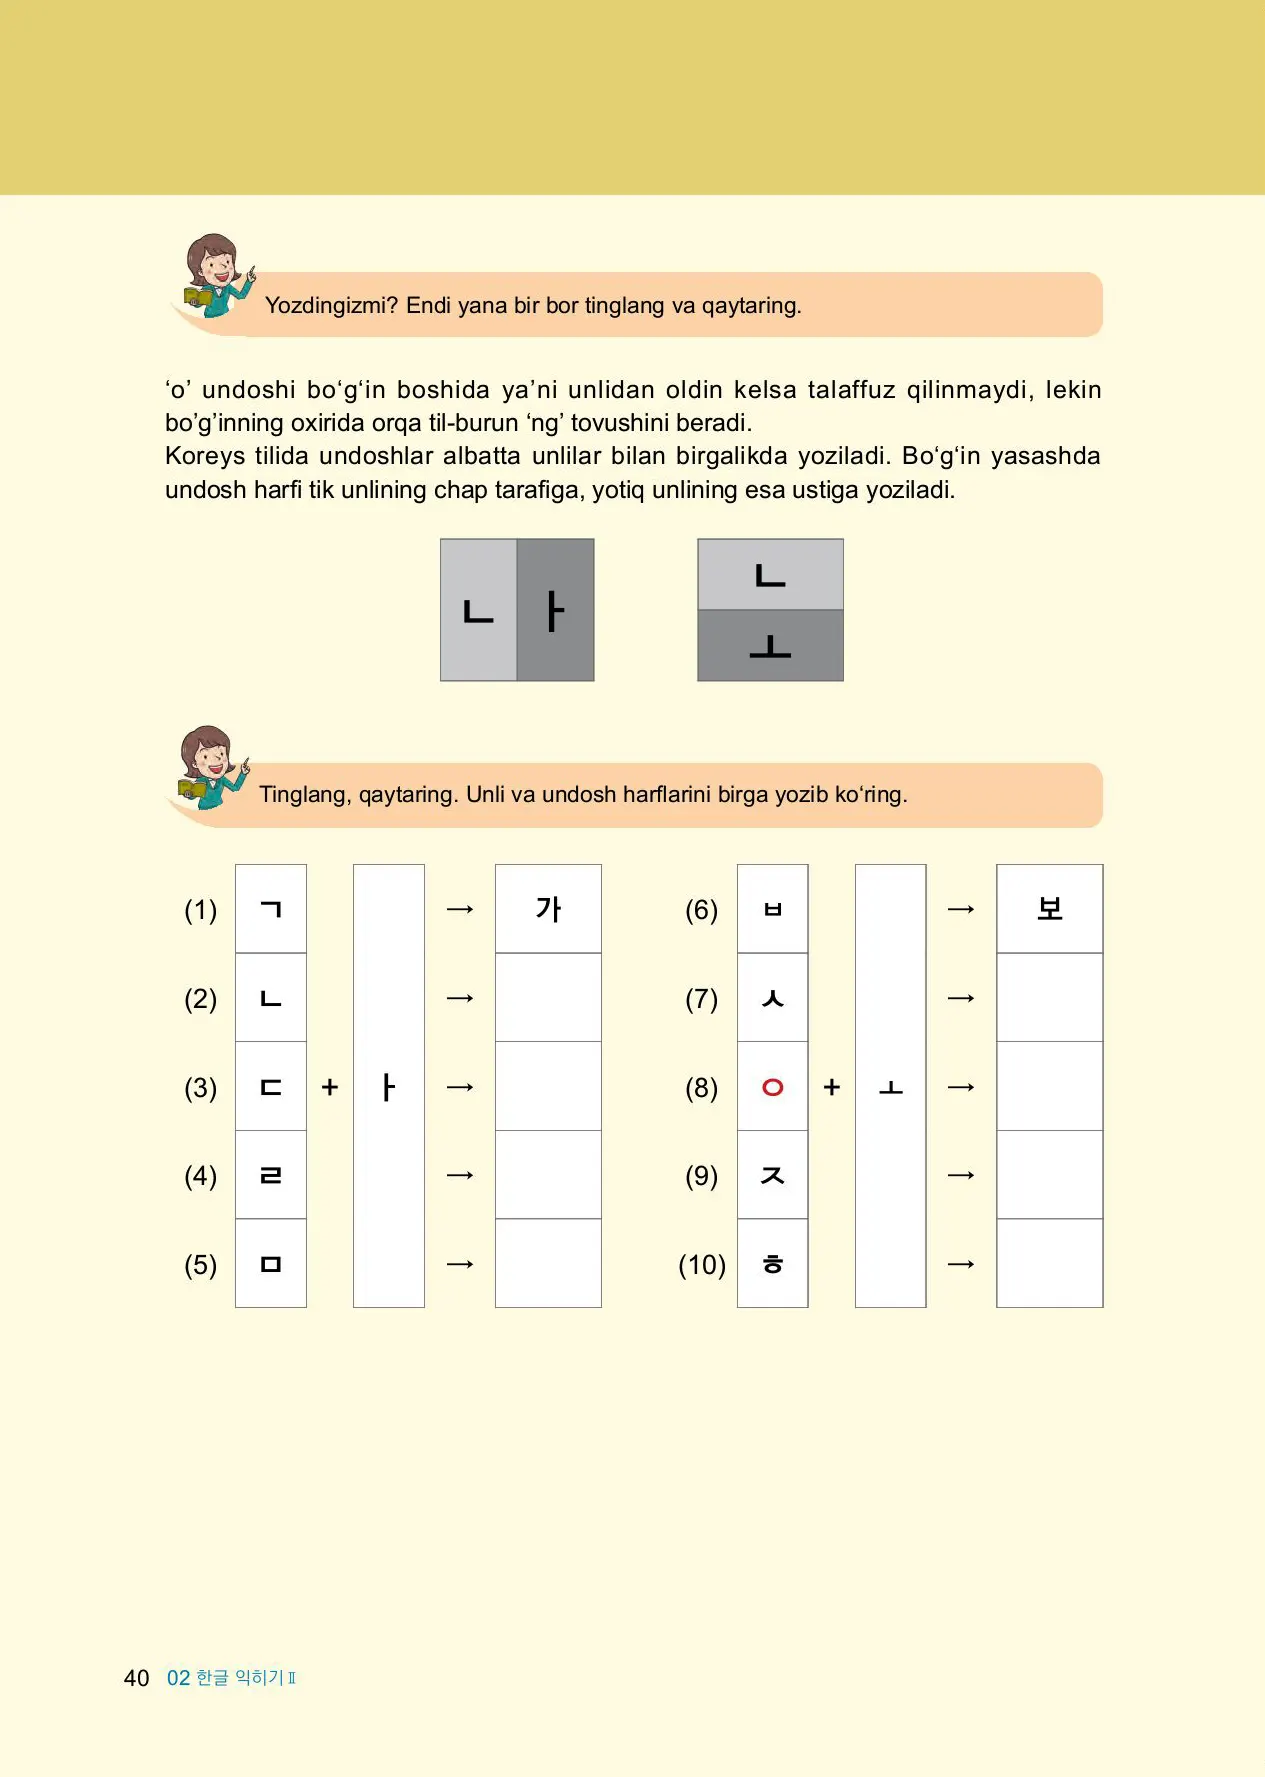 Yozdingizmi? Endi yana bir bor tinglang va qaytaring.
‘o’ undoshi bo‘g‘in boshida ya’ni unlidan oldin kelsa talaffuz qilinmaydi, lekin
bo’g’inning oxirida orqa til-burun ‘ng’ tovushini beradi.
Koreys tilida undoshlar albatta unlilar bilan birgalikda yoziladi. Bo‘g‘in yasashda
undosh harfi tik unlining chap tarafiga, yotiq unlining esa ustiga yoziladi.
ㄴ ㅏ
ㄴ
ㅗ
Tinglang, qaytaring. Unli va undosh harflarini birga yozib ko‘ring.
(1) ㄱ → 가
(2) ㄴ →
(3) ㄷ + ㅏ →
(4) ㄹ →
(5) ㅁ →
(6) ㅂ → 보
(7) ㅅ →
(8) ㅇ + ㅗ →
(9) ㅈ →
(10) ㅎ →
40 02 한글 익히기 Ⅱ